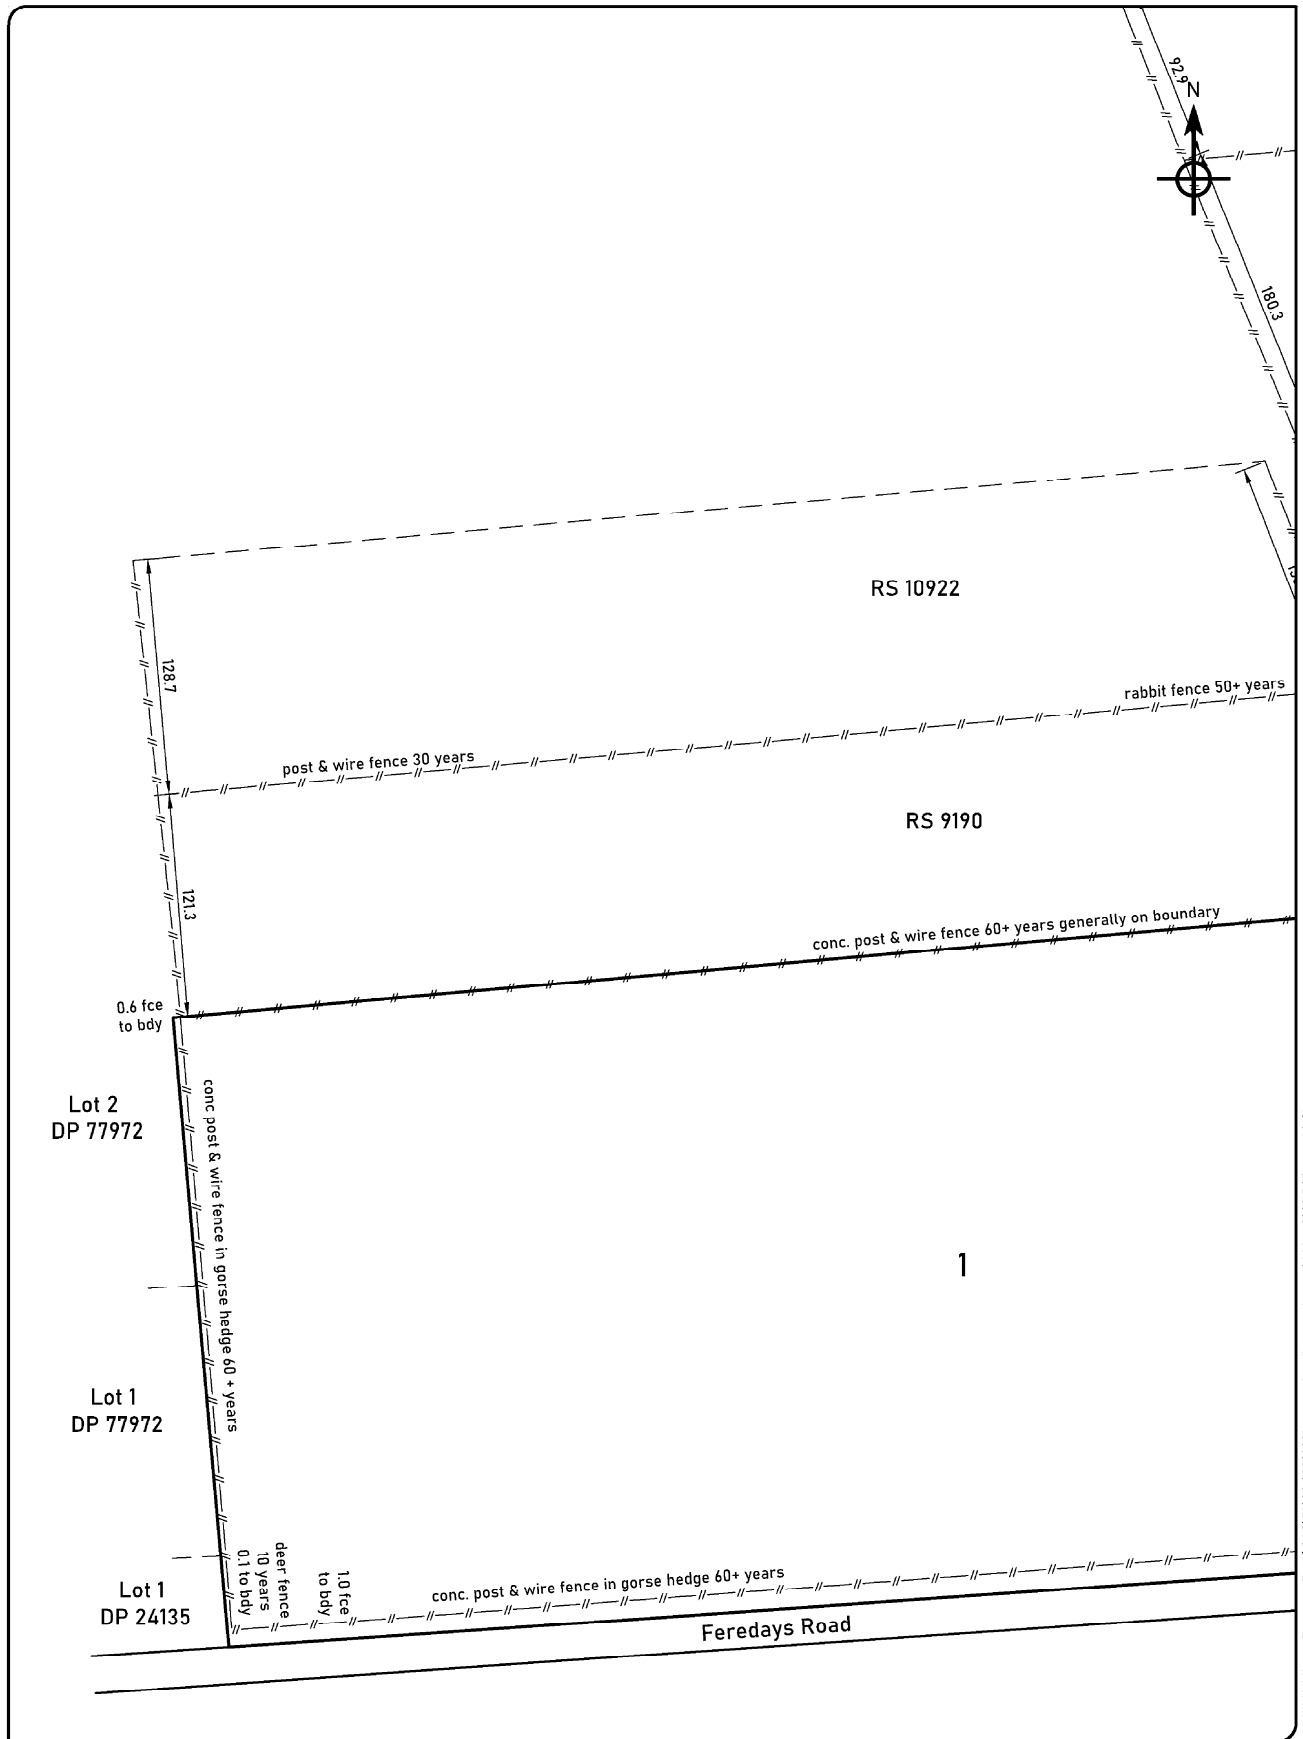 92.9
N
180.3
RS 10922
128.7
rabbit fence 50+ years
post & wire fence 30 years
RS 9190
121.3
conc. post & wire fence 60+ years generally on boundary
0.6 fce
to bdy
Lot 2
DP 77972
conc post & wire fence in gorse hedge 60 + years
1
Lot 1
DP 77972
deer fence
10 years
0.1 to bdy
1.0 fce
to bdy
conc. post & wire fence in gorse hedge 60+ years
Lot 1
DP 24135
Feredays Road